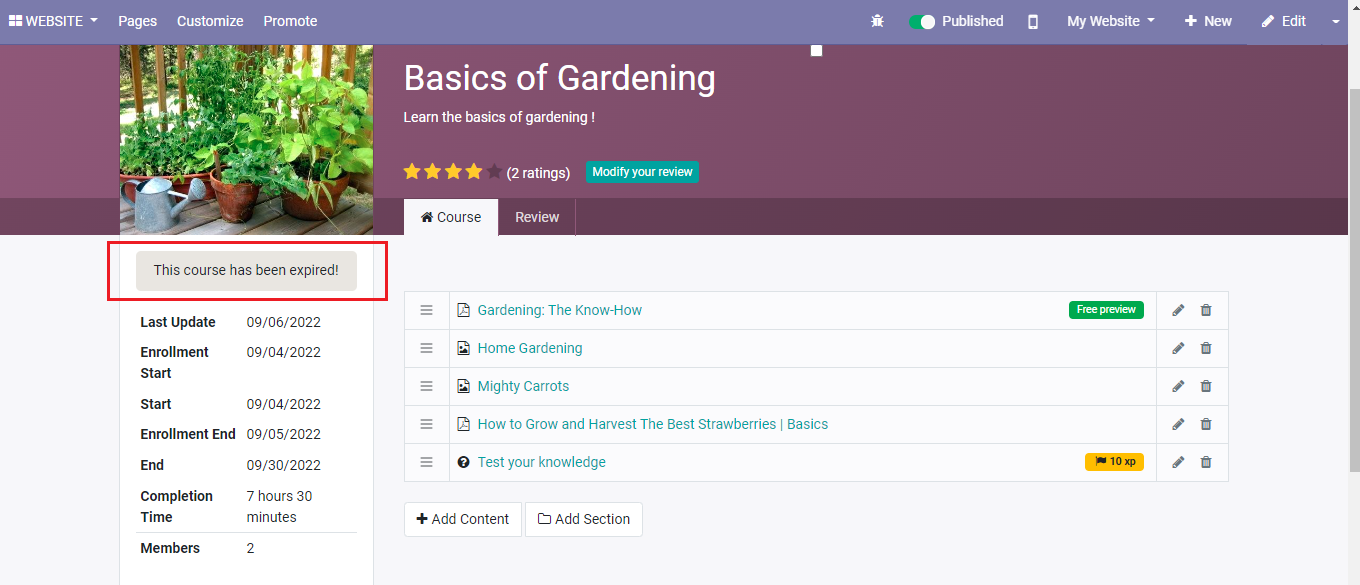 WEBSITE Pages Customize Promote Published My Website New Edit
Basics of Gardening
Learn the basics of gardening !
(2 ratings) Modify your review
Course Review
This course has been expired!
Last Update 09/06/2022
Enrollment Start 09/04/2022
Start 09/04/2022
Enrollment End 09/05/2022
End 09/30/2022
Completion Time 7 hours 30 minutes
Members 2
Gardening: The Know-How Free preview
Home Gardening
Mighty Carrots
How to Grow and Harvest The Best Strawberries | Basics
Test your knowledge 10 xp
Add Content Add Section